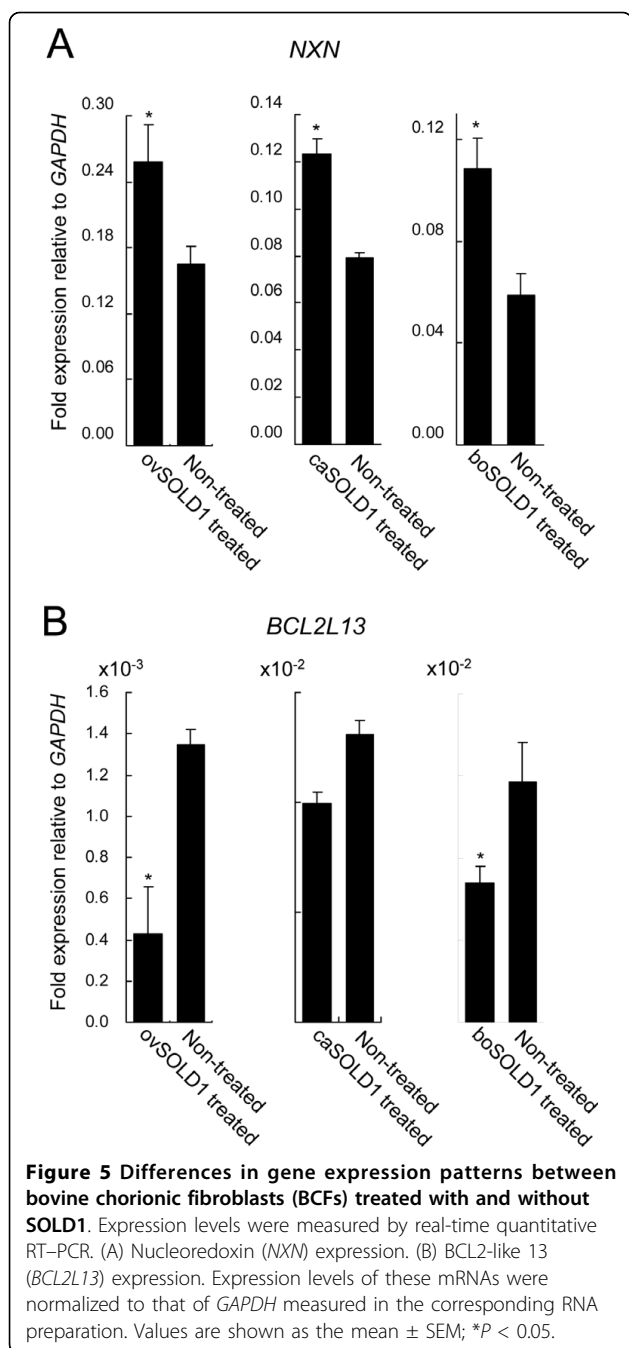 A
NXN
Fold expression relative to GAPDH
0.30
0.24
0.18
0.12
0.06
0.00
*
ovSOLD1 treated
Non-treated
0.14
0.12
0.10
0.08
0.06
0.04
0.02
0.00
*
caSOLD1 treated
Non-treated
0.12
0.08
0.04
0.00
*
boSOLD1 treated
Non-treated
B
BCL2L13
Fold expression relative to GAPDH
x10-3
1.6
1.4
1.2
1.0
0.8
0.6
0.4
0.2
0.0
*
ovSOLD1 treated
Non-treated
x10-2
caSOLD1 treated
Non-treated
x10-2
*
boSOLD1 treated
Non-treated
Figure 5 Differences in gene expression patterns between
bovine chorionic fibroblasts (BCFs) treated with and without
SOLD1. Expression levels were measured by real-time quantitative
RT–PCR. (A) Nucleoredoxin (NXN) expression. (B) BCL2-like 13
(BCL2L13) expression. Expression levels of these mRNAs were
normalized to that of GAPDH measured in the corresponding RNA
preparation. Values are shown as the mean ± SEM; *P < 0.05.